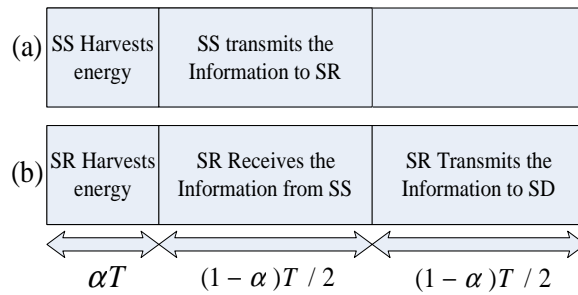 (a)
SS Harvests
energy
SS transmits the
Information to SR
(b)
SR Harvests
energy
SR Receives the
Information from SS
SR Transmits the
Information to SD
αT
(1 − α)T / 2
(1 − α)T / 2